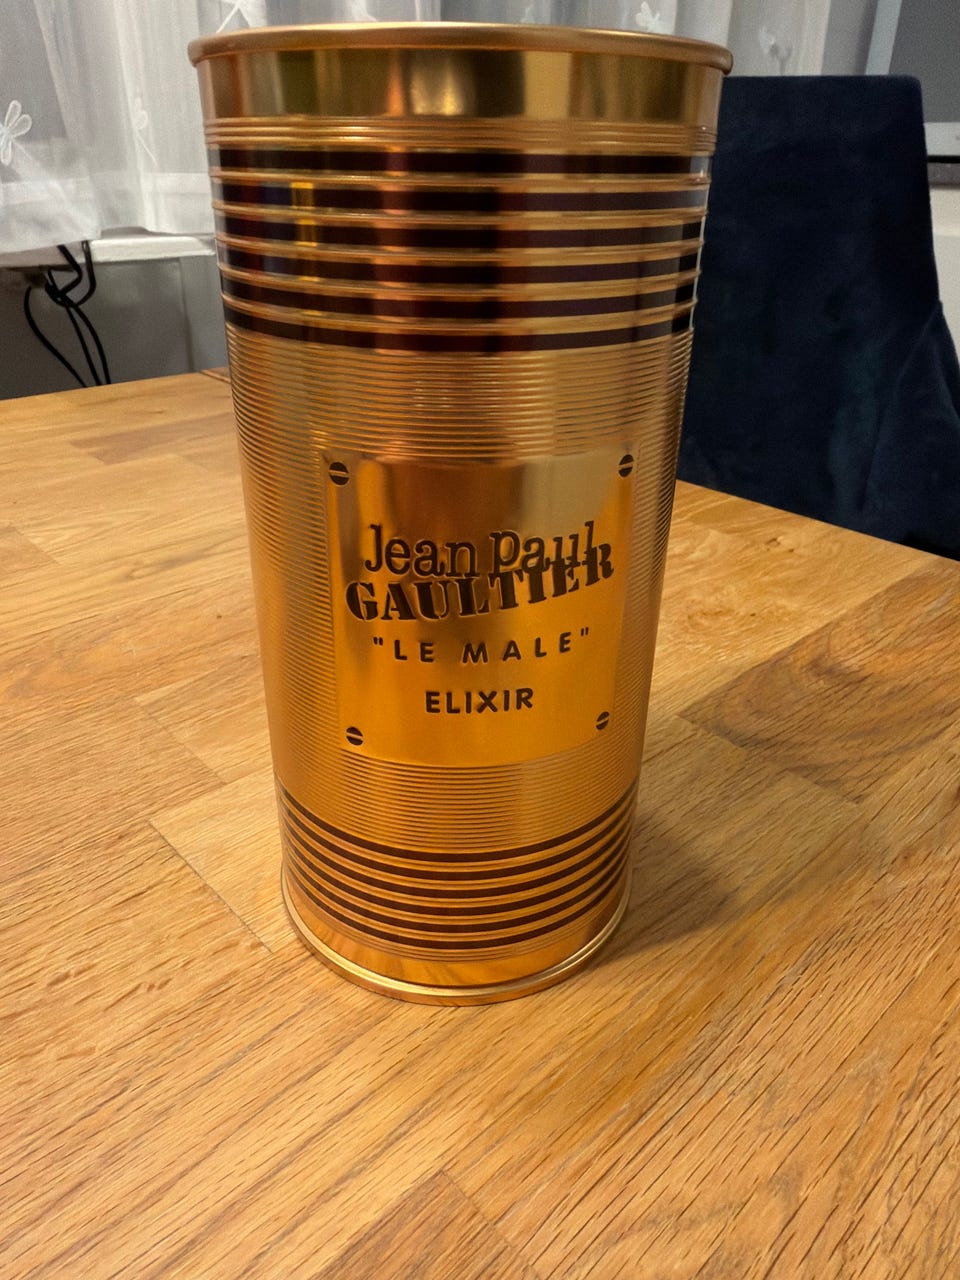 Jean Paul
GAULTIER
"LE MALE"
ELIXIR